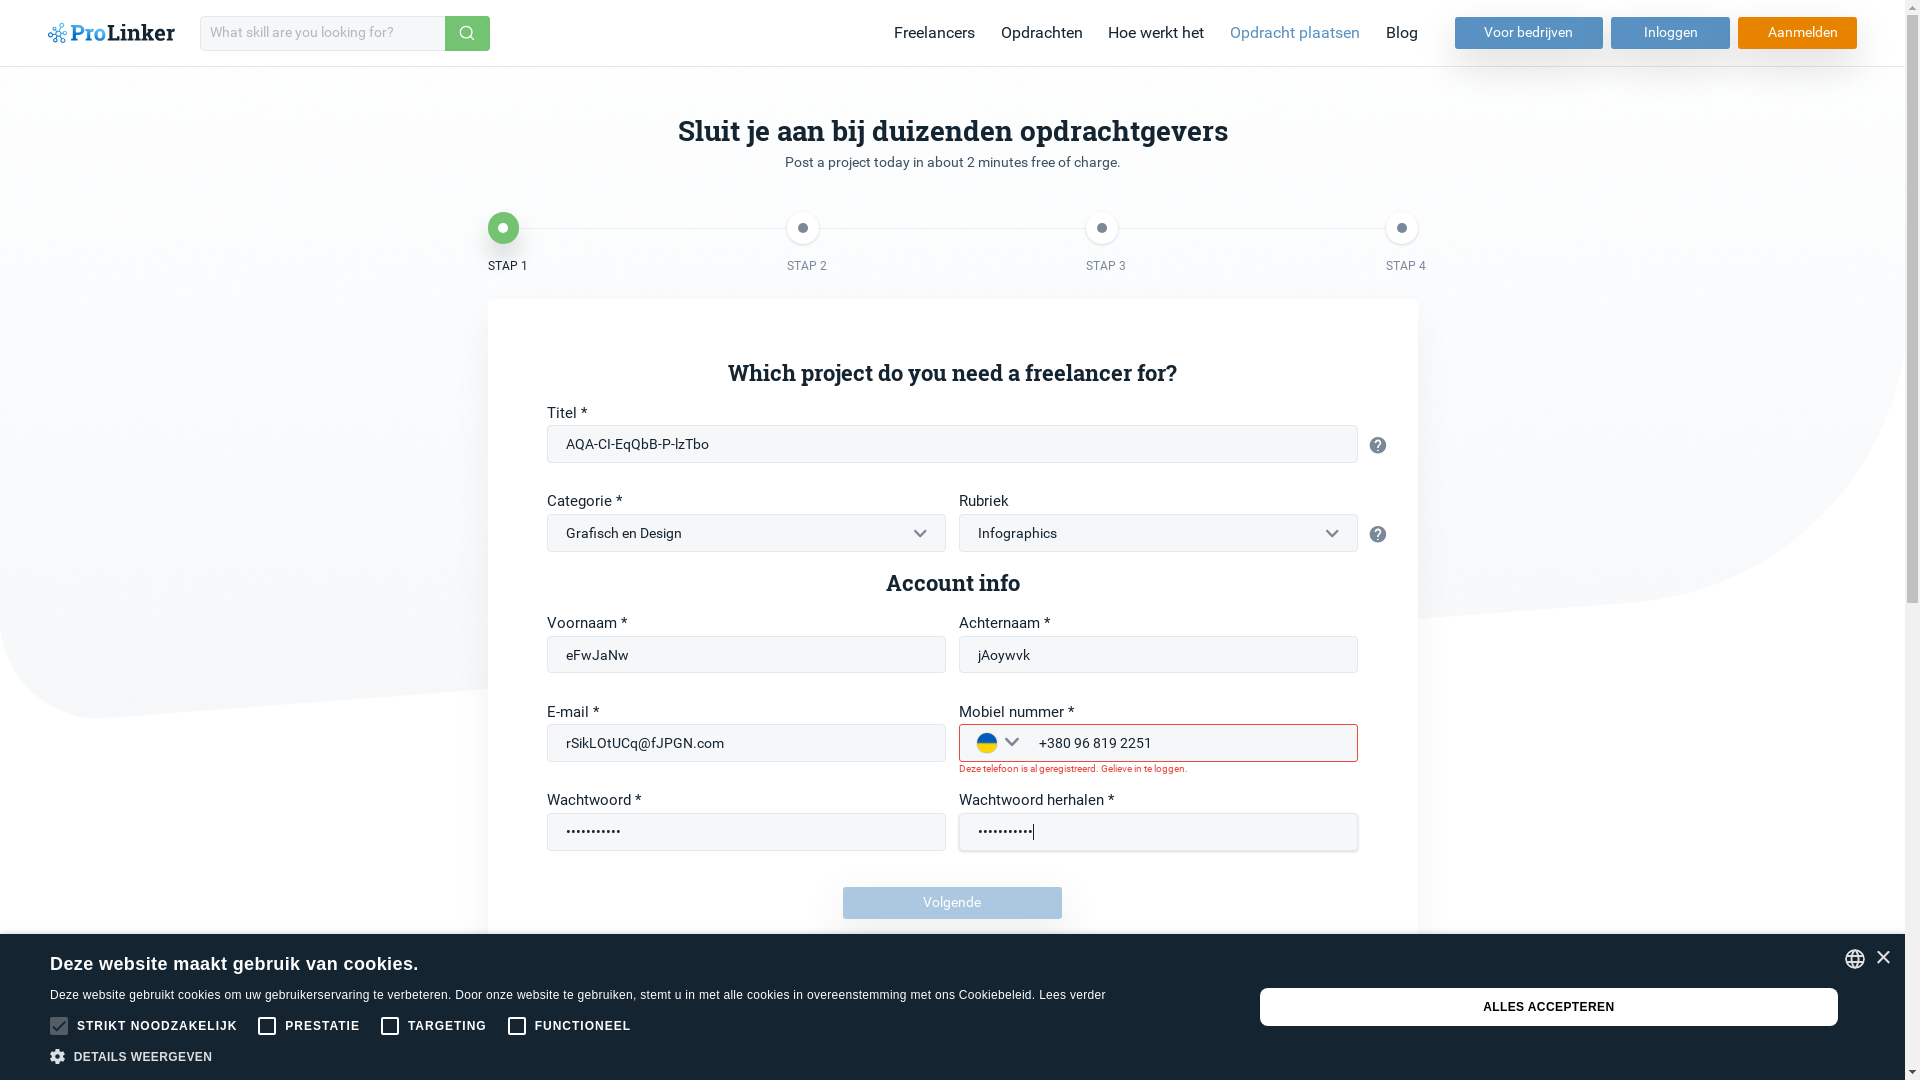 ProLinker
What skill are you looking for?
Freelancers
Opdrachten
Hoe werkt het
Opdracht plaatsen
Blog
Voor bedrijven
Inloggen
Aanmelden
Sluit je aan bij duizenden opdrachtgevers
Post a project today in about 2 minutes free of charge.
STAP 1
STAP 2
STAP 3
STAP 4
Which project do you need a freelancer for?
Titel *
AQA-CI-EqQbB-P-lzTbo
Categorie *
Rubriek
Grafisch en Design
Infographics
Account info
Voornaam *
Achternaam *
eFwJaNw
jAoywvk
E-mail *
Mobiel nummer *
rSikLOtUCq@fJPGN.com
+380 96 819 2251
Deze telefoon is al geregistreerd. Gelieve in te loggen.
Wachtwoord *
Wachtwoord herhalen *
•••••••••••
•••••••••••
Volgende
Deze website maakt gebruik van cookies.
Deze website gebruikt cookies om uw gebruikerservaring te verbeteren. Door onze website te gebruiken, stemt u in met alle cookies in overeenstemming met ons Cookiebeleid. Lees verder
STRIKT NOODZAKELIJK
PRESTATIE
TARGETING
FUNCTIONEEL
DETAILS WEERGEVEN
ALLES ACCEPTEREN